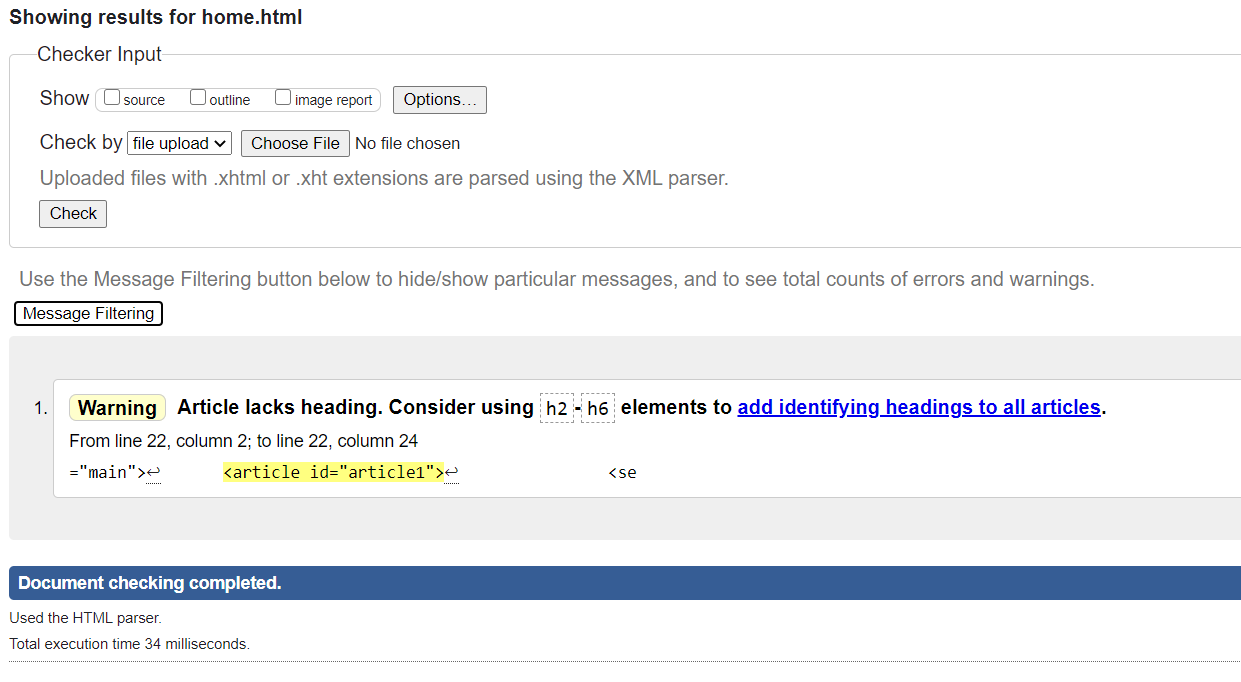 Showing results for home.html
Checker Input
Show source outline image report Options...
Check by file upload Choose File No file chosen
Uploaded files with .xhtml or .xht extensions are parsed using the XML parser.
Check
Use the Message Filtering button below to hide/show particular messages, and to see total counts of errors and warnings.
Message Filtering
1. Warning Article lacks heading. Consider using h2-h6 elements to add identifying headings to all articles.
From line 22, column 2; to line 22, column 24
="main">↩ <article id="article1">↩ <se
Document checking completed.
Used the HTML parser.
Total execution time 34 milliseconds.